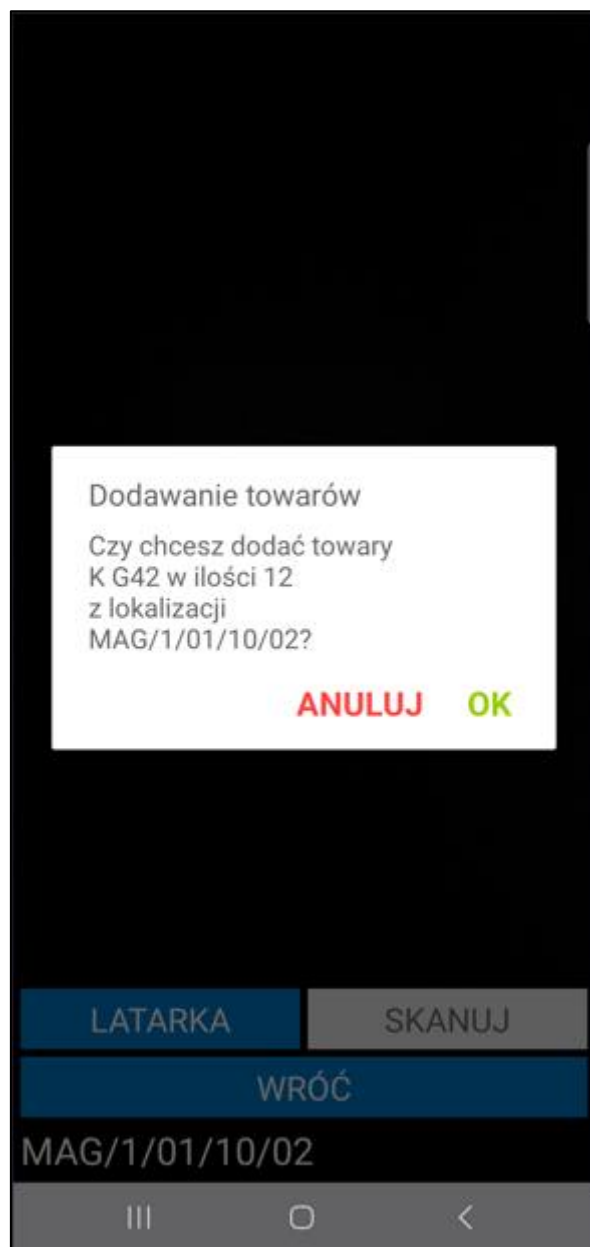 Dodawanie towarów
Czy chcesz dodać towary
K G42 w ilości 12
z lokalizacji
MAG/1/01/10/02?
ANULUJ OK
LATARKA SKANUJ
WRÓĆ
MAG/1/01/10/02